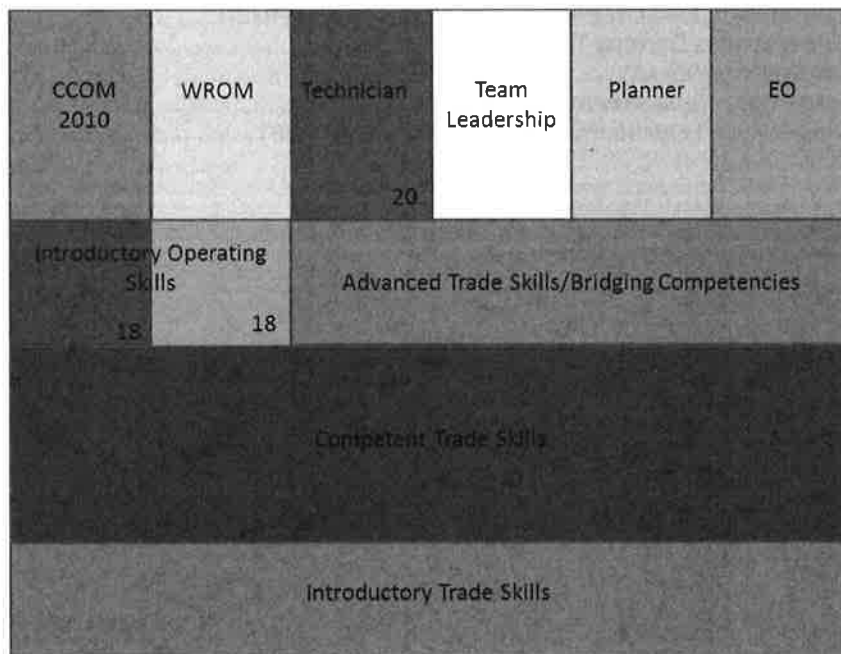 CCOM
2010
WROM
Technician
20
Team
Leadership
Planner
EO
Introductory Operating
Skills
18
18
Advanced Trade Skills/Bridging Competencies
Competent Trade Skills
Introductory Trade Skills